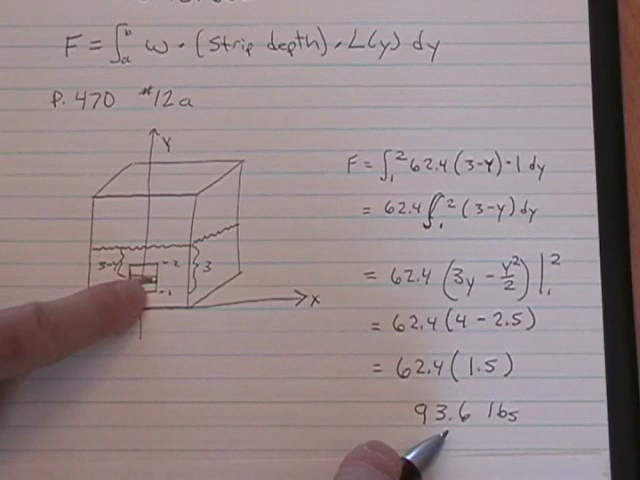 F = ∫ₐᵇ ω · (strip depth) · L(y) dy
P. 470 #12a
Y
3-y
-2
3
-1
X
F = ∫₁² 62.4 (3-y) · 1 dy
= 62.4 ∫₁² (3-y) dy
= 62.4 (3y - y²/2) |₁²
= 62.4 (4 - 2.5)
= 62.4 (1.5)
93.6 lbs